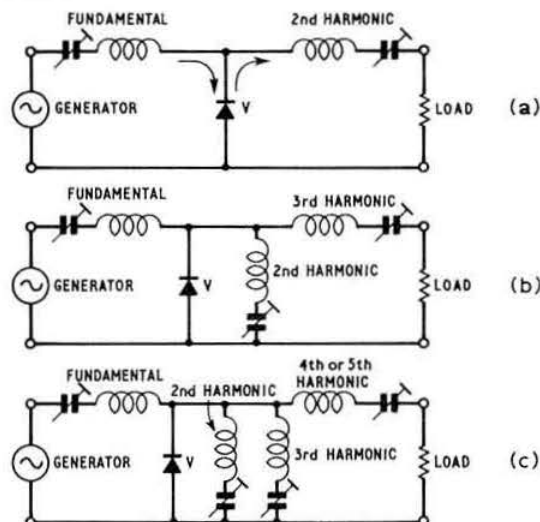 FUNDAMENTAL
2nd HARMONIC
GENERATOR
V
LOAD
(a)
FUNDAMENTAL
3rd HARMONIC
2nd HARMONIC
GENERATOR
V
LOAD
(b)
4th or 5th
HARMONIC
FUNDAMENTAL
2nd HARMONIC
GENERATOR
V
3rd HARMONIC
LOAD
(c)